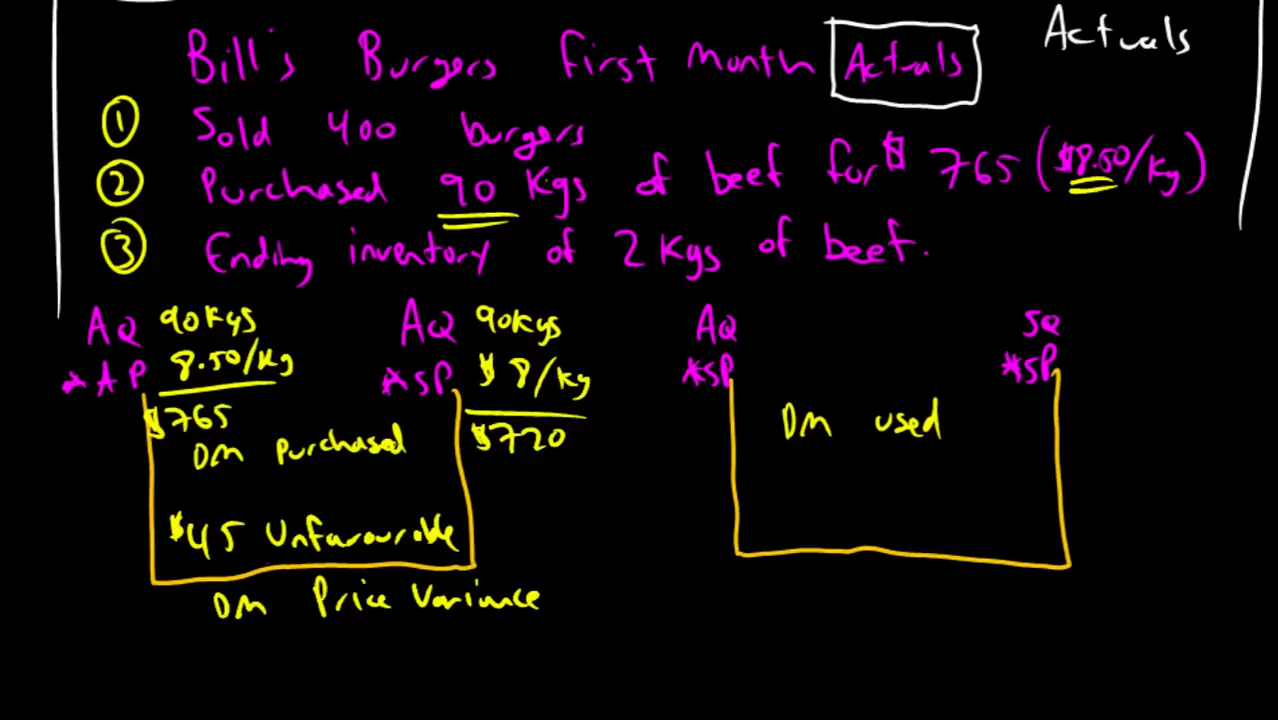 Bill's Burgers First Month Actuals
Actuals
1 Sold 400 burgers
2 Purchased 90 Kgs of beef for $ 765 ($8.50/Kg)
3 Ending inventory of 2 Kgs of beef.
AQ 90Kgs AQ 90Kgs AQ SQ
*AP 8.50/Kg *SP $8/Kg *SP *SP
$765 $720
DM Purchased DM used
$45 Unfavourable
DM Price Variance